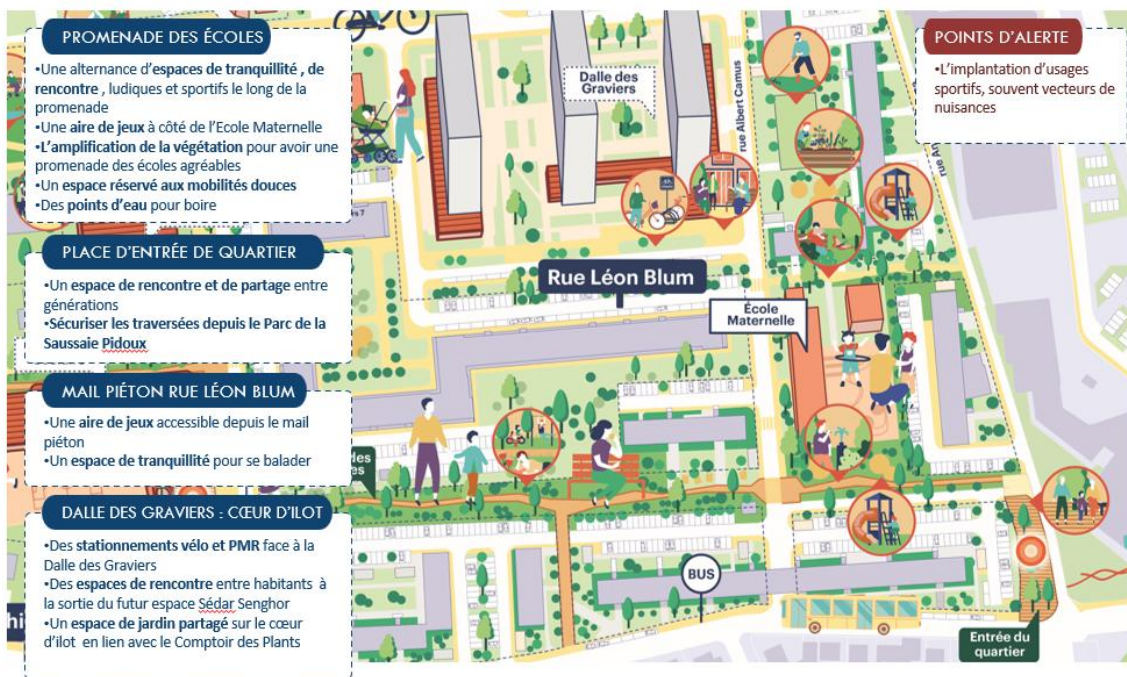 PROMENADE DES ÉCOLES
•Une alternance d'espaces de tranquillité , de
rencontre , ludiques et sportifs le long de la
promenade
•Une aire de jeux à côté de l'Ecole Maternelle
•L'amplification de la végétation pour avoir une
promenade des écoles agréables
•Un espace réservé aux mobilités douces
•Des points d'eau pour boire
PLACE D'ENTRÉE DE QUARTIER
•Un espace de rencontre et de partage entre
générations
•Sécuriser les traversées depuis le Parc de la
Saussaie Pidoux
MAIL PIÉTON RUE LÉON BLUM
•Une aire de jeux accessible depuis le mail
piéton
•Un espace de tranquillité pour se balader
DALLE DES GRAVIERS : CŒUR D'ILOT
•Des stationnements vélo et PMR face à la
Dalle des Graviers
•Des espaces de rencontre entre habitants à
la sortie du futur espace Sédar Senghor
•Un espace de jardin partagé sur le cœur
d'ilot en lien avec le Comptoir des Plants
Dalle des
Graviers
rue Albert Camus
Rue Léon Blum
École
Maternelle
BUS
Entrée du
quartier
POINTS D'ALERTE
•L'implantation d'usages
sportifs, souvent vecteurs de
nuisances